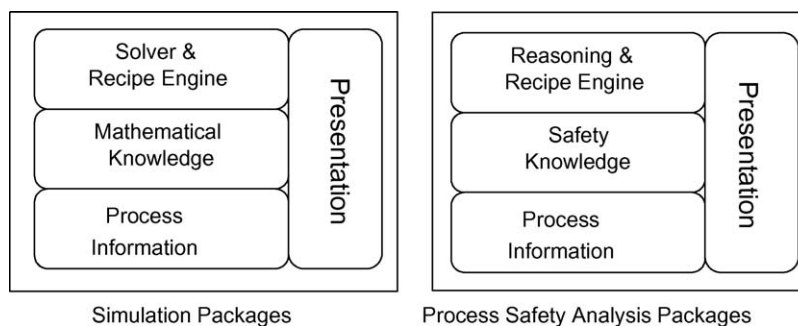 Solver &
Recipe Engine
Mathematical
Knowledge
Process
Information
Presentation
Simulation Packages
Reasoning &
Recipe Engine
Safety
Knowledge
Process
Information
Presentation
Process Safety Analysis Packages